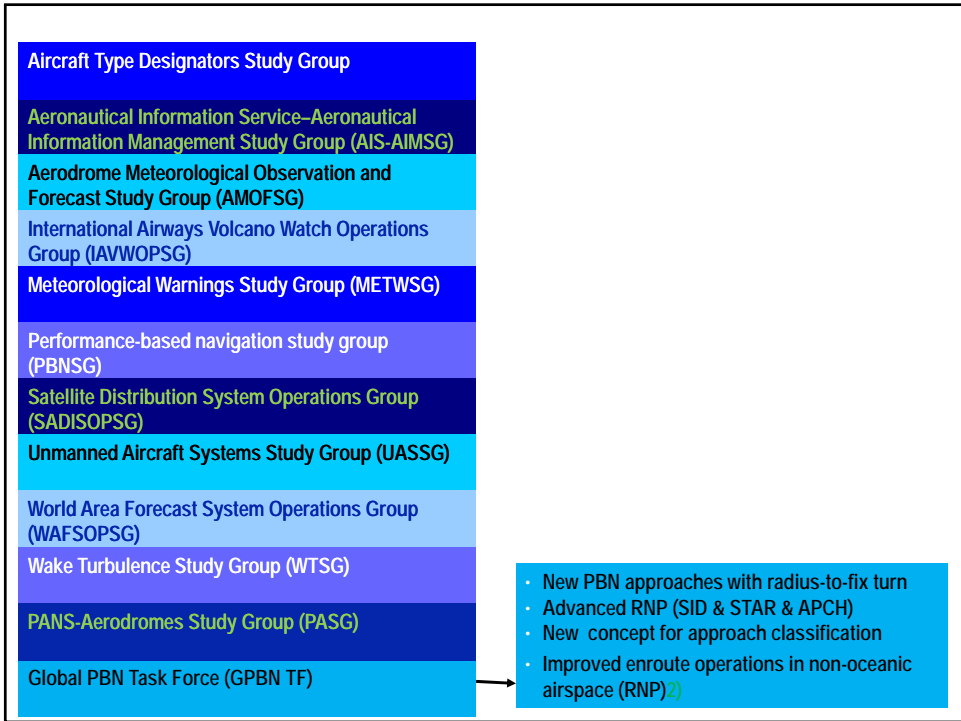 Aircraft Type Designators Study Group
Aeronautical Information Service–Aeronautical
Information Management Study Group (AIS-AIMSG)
Aerodrome Meteorological Observation and
Forecast Study Group (AMOFSG)
International Airways Volcano Watch Operations
Group (IAVWOPSG)
Meteorological Warnings Study Group (METWSG)
Performance-based navigation study group
(PBNSG)
Satellite Distribution System Operations Group
(SADISOPSG)
Unmanned Aircraft Systems Study Group (UASSG)
World Area Forecast System Operations Group
(WAFSOPSG)
Wake Turbulence Study Group (WTSG)
PANS-Aerodromes Study Group (PASG)
Global PBN Task Force (GPBN TF)
• New PBN approaches with radius-to-fix turn
• Advanced RNP (SID & STAR & APCH)
• New concept for approach classification
• Improved enroute operations in non-oceanic
airspace (RNP)2)